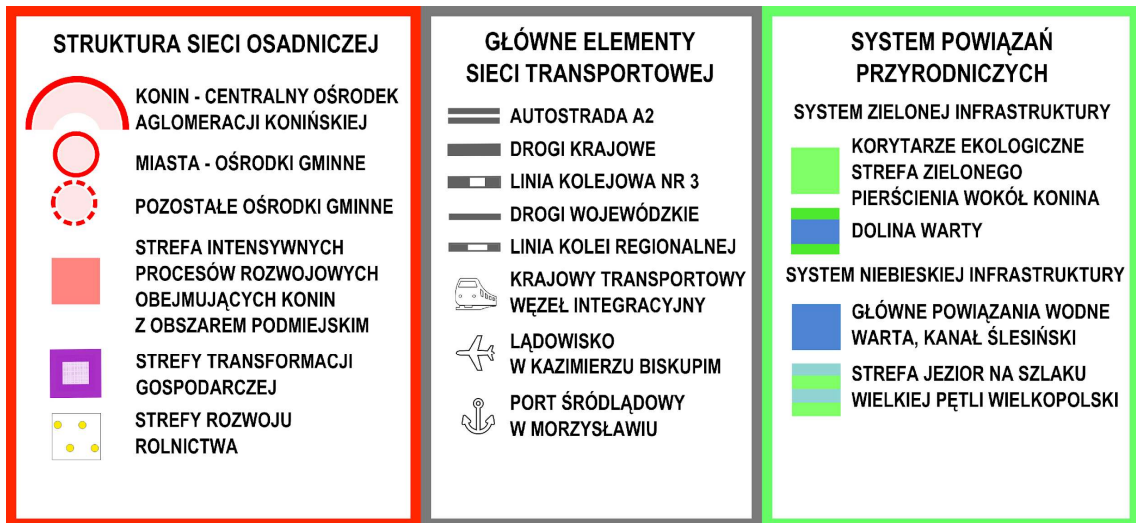 STRUKTURA SIECI OSADNICZEJ
KONIN - CENTRALNY OŚRODEK
AGLOMERACJI KONIŃSKIEJ
MIASTA - OŚRODKI GMINNE
POZOSTAŁE OŚRODKI GMINNE
STREFA INTENSYWNYCH
PROCESÓW ROZWOJOWYCH
OBEJMUJĄCYCH KONIN
Z OBSZAREM PODMIEJSKIM
STREFY TRANSFORMACJI
GOSPODARCZEJ
STREFY ROZWOJU
ROLNICTWA
GŁÓWNE ELEMENTY
SIECI TRANSPORTOWEJ
AUTOSTRADA A2
DROGI KRAJOWE
LINIA KOLEJOWA NR 3
DROGI WOJEWÓDZKIE
LINIA KOLEI REGIONALNEJ
KRAJOWY TRANSPORTOWY
WĘZEŁ INTEGRACYJNY
LĄDOWISKO
W KAZIMIERZU BISKUPIM
PORT ŚRÓDLĄDOWY
W MORZYSŁAWIU
SYSTEM POWIĄZAŃ
PRZYRODNICZYCH
SYSTEM ZIELONEJ INFRASTRUKTURY
KORYTARZE EKOLOGICZNE
STREFA ZIELONEGO
PIERŚCIENIA WOKÓŁ KONINA
DOLINA WARTY
SYSTEM NIEBIESKIEJ INFRASTRUKTURY
GŁÓWNE POWIĄZANIA WODNE
WARTA, KANAŁ ŚLESIŃSKI
STREFA JEZIOR NA SZLAKU
WIELKIEJ PĘTLI WIELKOPOLSKI